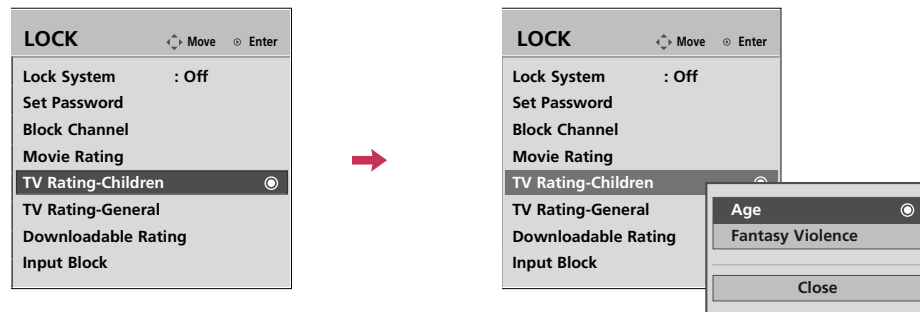 LOCK
Move Enter
Lock System : Off
Set Password
Block Channel
Movie Rating
TV Rating-Children
TV Rating-General
Downloadable Rating
Input Block
LOCK
Move Enter
Lock System : Off
Set Password
Block Channel
Movie Rating
TV Rating-Children
TV Rating-General
Downloadable Rating
Input Block
Age
Fantasy Violence
Close